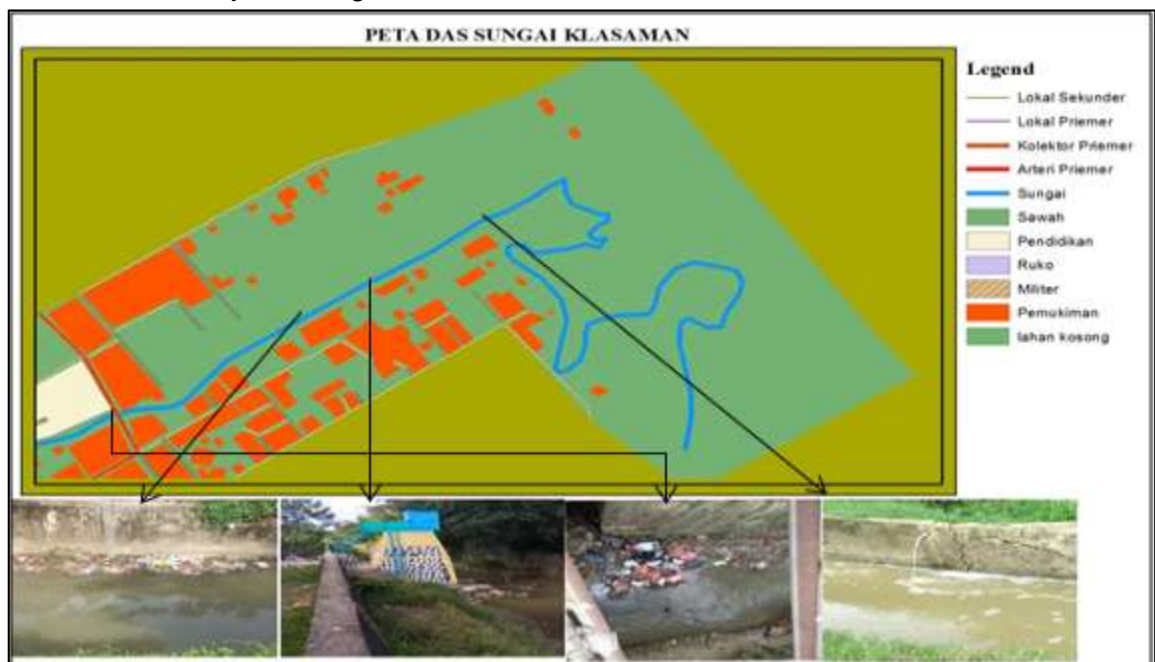 PETA DAS SUNGAI KLASAMAN
Legend
Lokal Sekunder
Lokal Priemer
Kolektor Priemer
Arteri Priemer
Sungai
Sawah
Pendidikan
Ruko
Militer
Pemukiman
lahan kosong